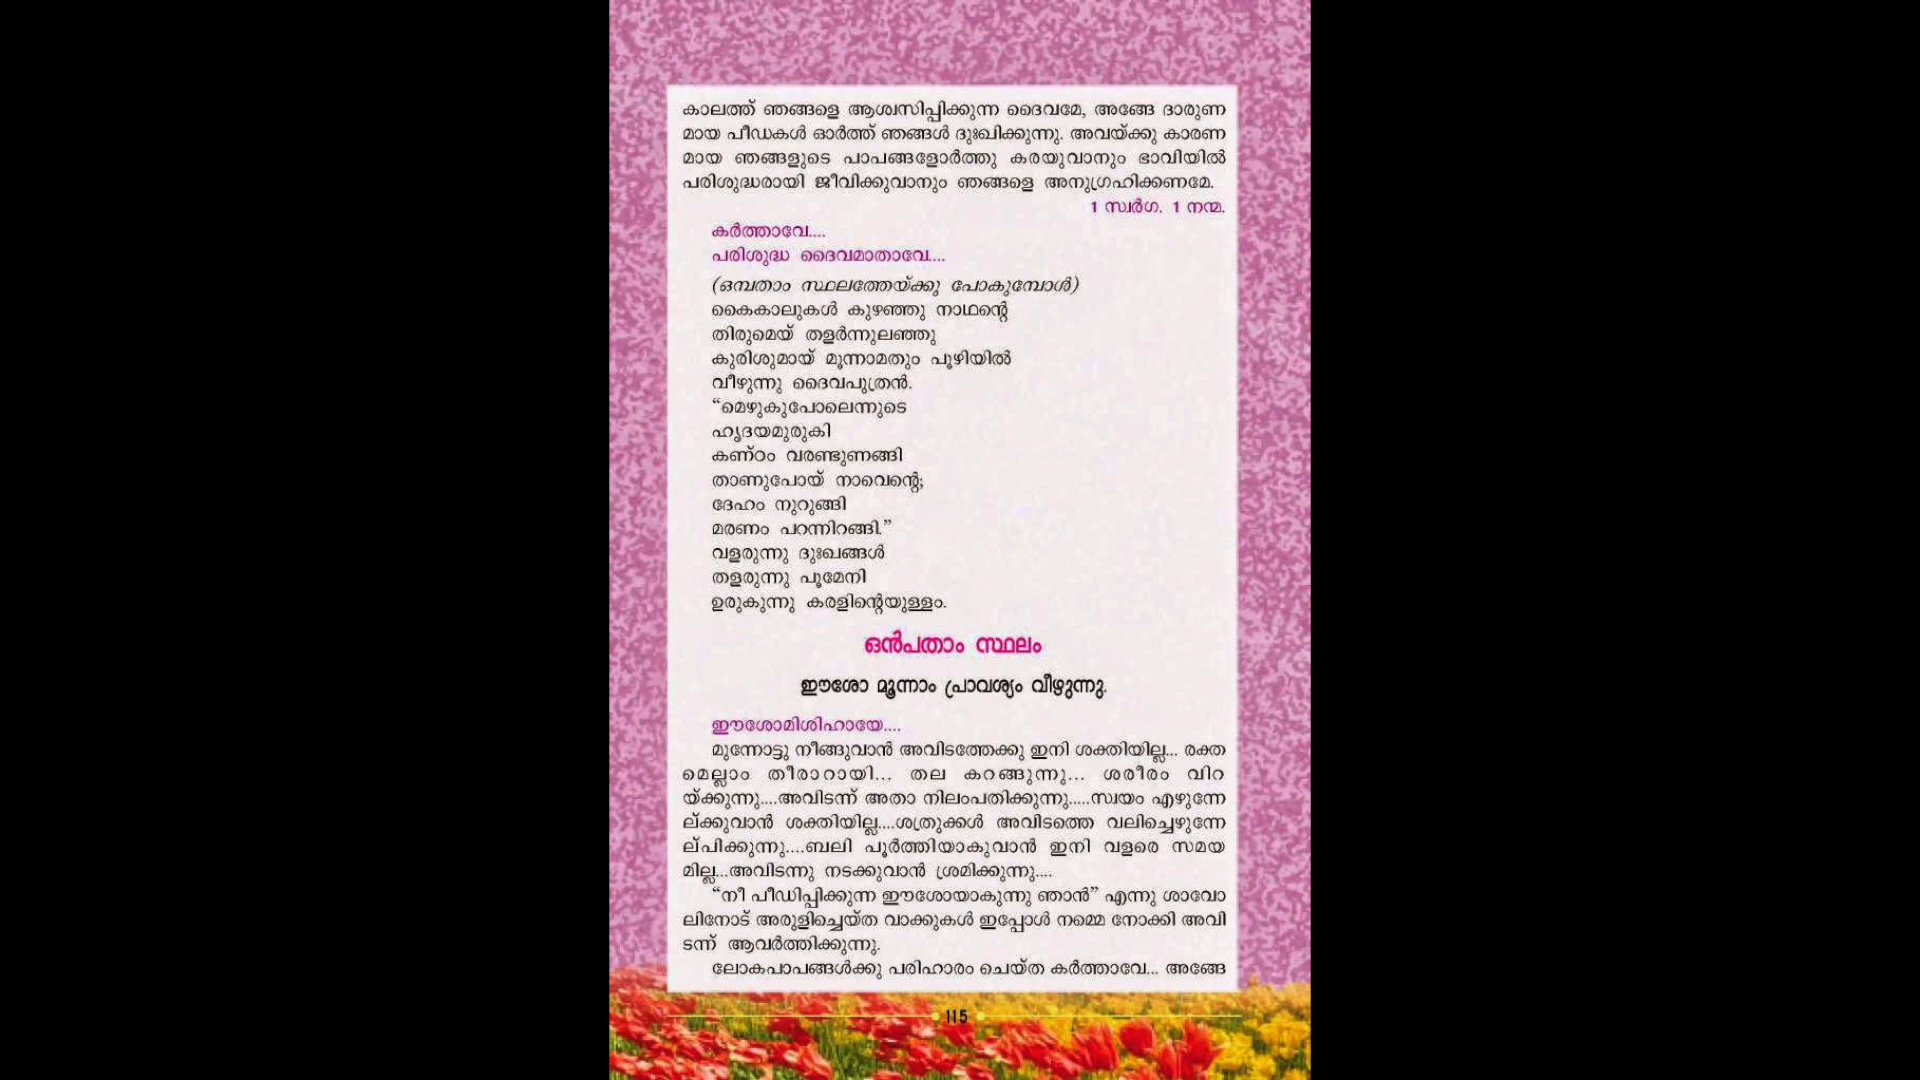 കാലത്ത് ഞങ്ങളെ ആശ്വസിപ്പിക്കുന്ന ദൈവമേ, അങ്ങേ ദാരുണ
മായ പീഡകൾ ഓർത്ത് ഞങ്ങൾ ദുഃഖിക്കുന്നു. അവയ്ക്കു കാരണ
മായ ഞങ്ങളുടെ പാപങ്ങളോർത്തു കരയുവാനും ഭാവിയിൽ
പരിശുദ്ധരായി ജീവിക്കുവാനും ഞങ്ങളെ അനുഗ്രഹിക്കണമേ.
1 സ്വർഗ. 1 നന്മ.
കർത്താവേ....
പരിശുദ്ധ ദൈവമാതാവേ....
(ഒമ്പതാം സ്ഥലത്തേയ്ക്കു പോകുമ്പോൾ)
കൈകാലുകൾ കുഴഞ്ഞു നാഥന്റെ
തിരുമെയ് തളർന്നുലഞ്ഞു
കുരിശുമായ് മൂന്നാമതും പൂഴിയിൽ
വീഴുന്നു ദൈവപുത്രൻ.
“മെഴുകുപോലെന്നുടെ
ഹൃദയമുരുകി
കണ്ഠം വരണ്ടുണങ്ങി
താണുപോയ് നാവെന്റെ;
ദേഹം നുറുങ്ങി
മരണം പറന്നിറങ്ങി.”
വളരുന്നു ദുഃഖങ്ങൾ
തളരുന്നു പൂമേനി
ഉരുകുന്നു കരളിന്റെയുള്ളം.
ഒൻപതാം സ്ഥലം
ഈശോ മൂന്നാം പ്രാവശ്യം വീഴുന്നു.
ഈശോമിശിഹായേ....
മുന്നോട്ടു നീങ്ങുവാൻ അവിടത്തേക്കു ഇനി ശക്തിയില്ല... രക്ത
മെല്ലാം തീരാറായി... തല കറങ്ങുന്നു... ശരീരം വിറ
യ്ക്കുന്നു....അവിടന്ന് അതാ നിലംപതിക്കുന്നു.....സ്വയം എഴുന്നേ
ല്ക്കുവാൻ ശക്തിയില്ല....ശത്രുക്കൾ അവിടത്തെ വലിച്ചെഴുന്നേ
ല്പിക്കുന്നു....ബലി പൂർത്തിയാകുവാൻ ഇനി വളരെ സമയ
മില്ല...അവിടന്നു നടക്കുവാൻ ശ്രമിക്കുന്നു....
“നീ പീഡിപ്പിക്കുന്ന ഈശോയാകുന്നു ഞാൻ” എന്നു ശാവോ
ലിനോട് അരുളിച്ചെയ്ത വാക്കുകൾ ഇപ്പോൾ നമ്മെ നോക്കി അവി
ടന്ന് ആവർത്തിക്കുന്നു.
ലോകപാപങ്ങൾക്കു പരിഹാരം ചെയ്ത കർത്താവേ... അങ്ങേ
115